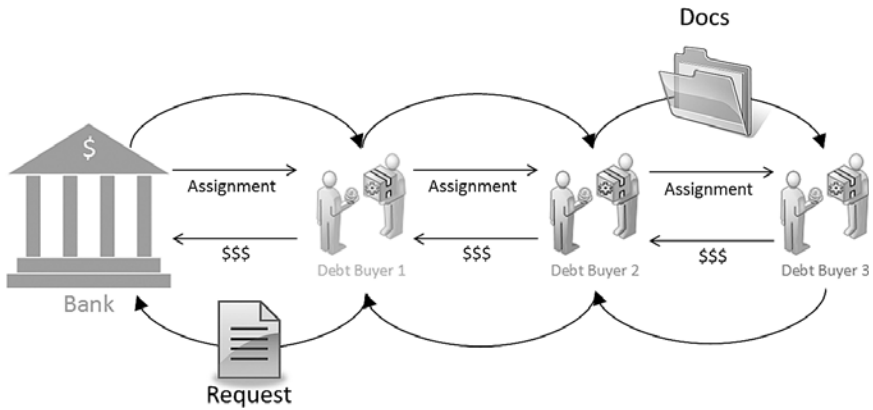 Docs
$
Assignment
Assignment
Assignment
$$$
$$$
$$$
Debt Buyer 1
Debt Buyer 2
Debt Buyer 3
Bank
Request